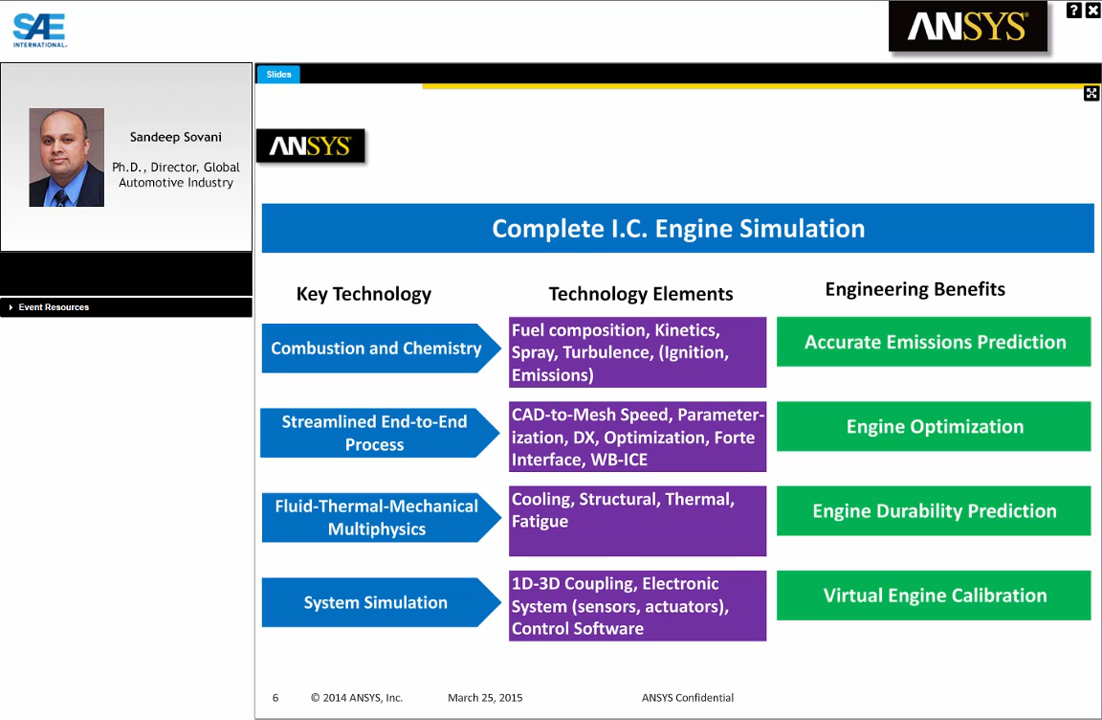 SAE
INTERNATIONAL®
ANSYS®
?
Slides
Sandeep Sovani
Ph.D., Director, Global
Automotive Industry
Event Resources
ANSYS®
Complete I.C. Engine Simulation
Key Technology
Technology Elements
Engineering Benefits
Combustion and Chemistry
Fuel composition, Kinetics,
Spray, Turbulence, (Ignition,
Emissions)
Accurate Emissions Prediction
Streamlined End-to-End
Process
CAD-to-Mesh Speed, Parameter-
ization, DX, Optimization, Forte
Interface, WB-ICE
Engine Optimization
Fluid-Thermal-Mechanical
Multiphysics
Cooling, Structural, Thermal,
Fatigue
Engine Durability Prediction
System Simulation
1D-3D Coupling, Electronic
System (sensors, actuators),
Control Software
Virtual Engine Calibration
6 © 2014 ANSYS, Inc. March 25, 2015 ANSYS Confidential